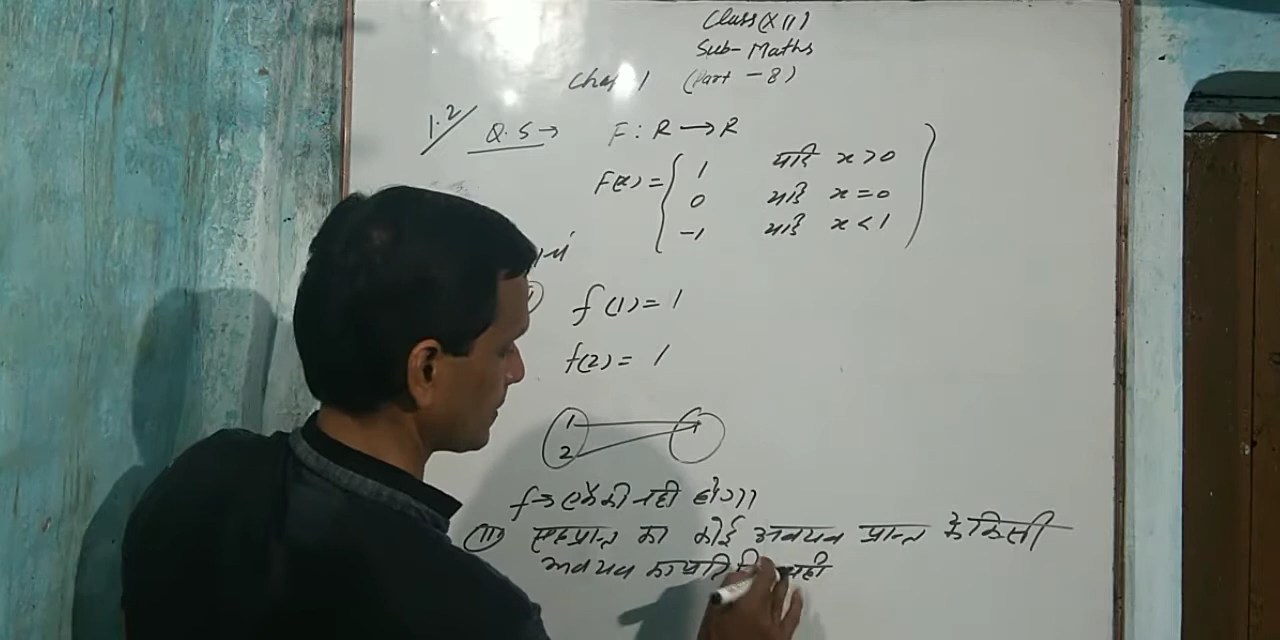 Class(XII)
Sub-Maths
Chap 1 (Part - 8)
1.2/ Q.5→ F : R → R
F(x) = { 1 यदि x > 0
0 यदि x = 0
-1 यदि x < 1
f(1) = 1
f(2) = 1
1 1
2
f → एकैकी नही होगा
(II) सहप्रान्त का कोई अवयव प्रान्त के किसी
अवयव का नही